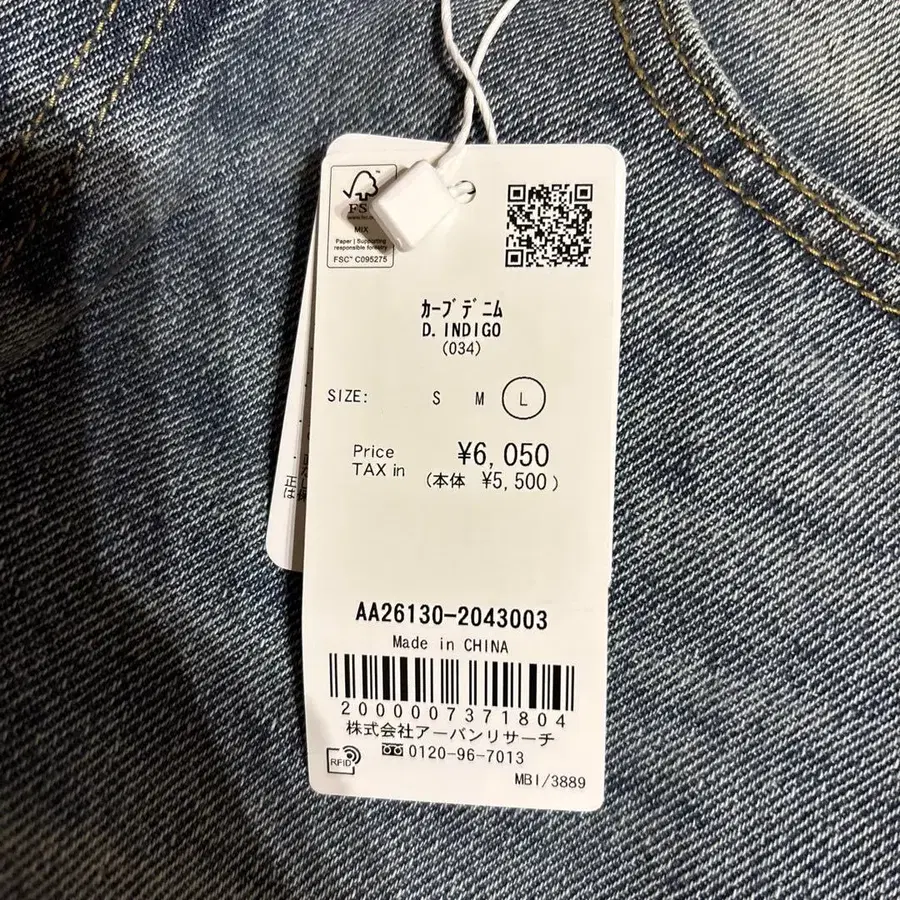 FS
MIX
Paper | Supporting
responsible forestry
FSC™ C095275
カーブデニム
D. INDIGO
(034)
SIZE: S M L
Price ¥6,050
TAX in (本体 ¥5,500)
AA26130-2043003
Made in CHINA
2000007371804
株式会社アーバンリサーチ
0120-96-7013
RFID
MBI/3889